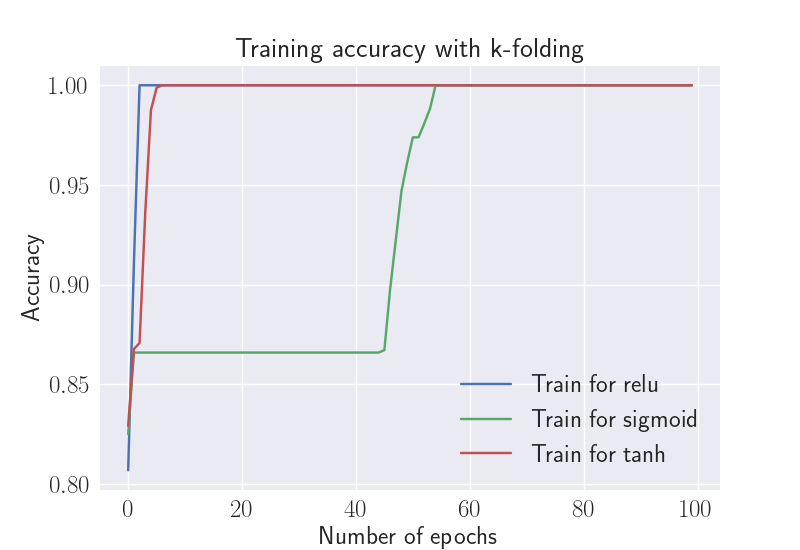 Training accuracy with k-folding
1.00
0.95
0.90
0.85
0.80
Accuracy
Train for relu
Train for sigmoid
Train for tanh
0 20 40 60 80 100
Number of epochs